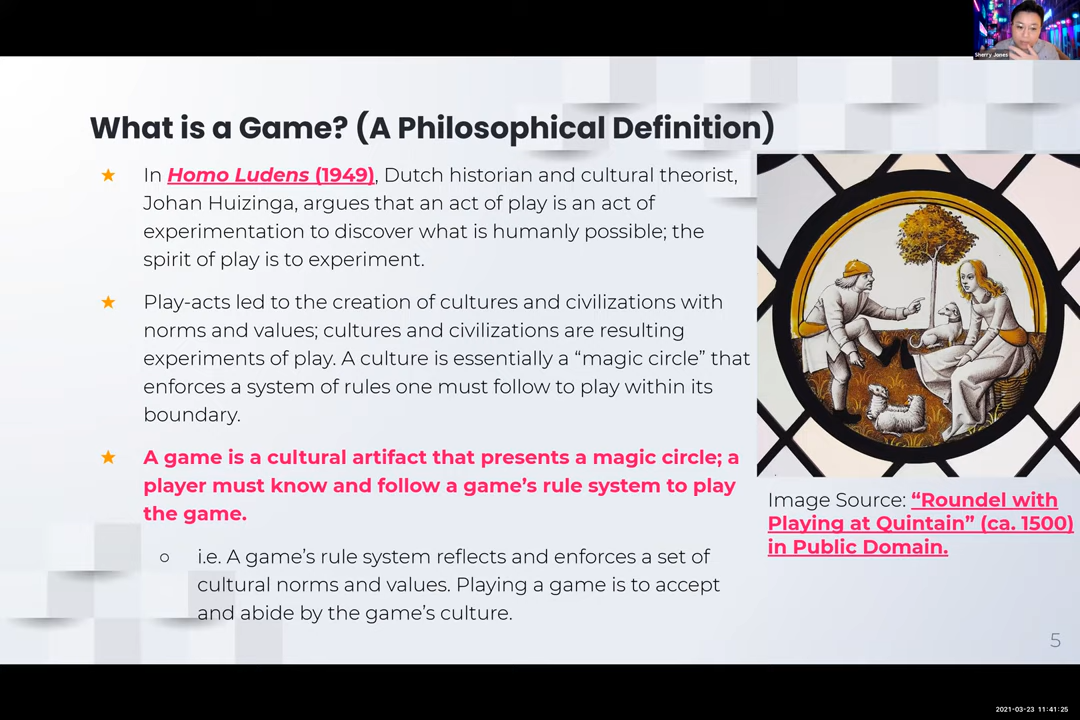 Sherry Jones
What is a Game? (A Philosophical Definition)
In Homo Ludens (1949), Dutch historian and cultural theorist,
Johan Huizinga, argues that an act of play is an act of
experimentation to discover what is humanly possible; the
spirit of play is to experiment.
Play-acts led to the creation of cultures and civilizations with
norms and values; cultures and civilizations are resulting
experiments of play. A culture is essentially a “magic circle” that
enforces a system of rules one must follow to play within its
boundary.
A game is a cultural artifact that presents a magic circle; a
player must know and follow a game’s rule system to play
the game.
i.e. A game’s rule system reflects and enforces a set of
cultural norms and values. Playing a game is to accept
and abide by the game’s culture.
Image Source: “Roundel with
Playing at Quintain” (ca. 1500)
in Public Domain.
5
2021-03-23 11:41:25